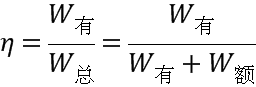 η = W有 / W总 = W有 / (W有 + W额)